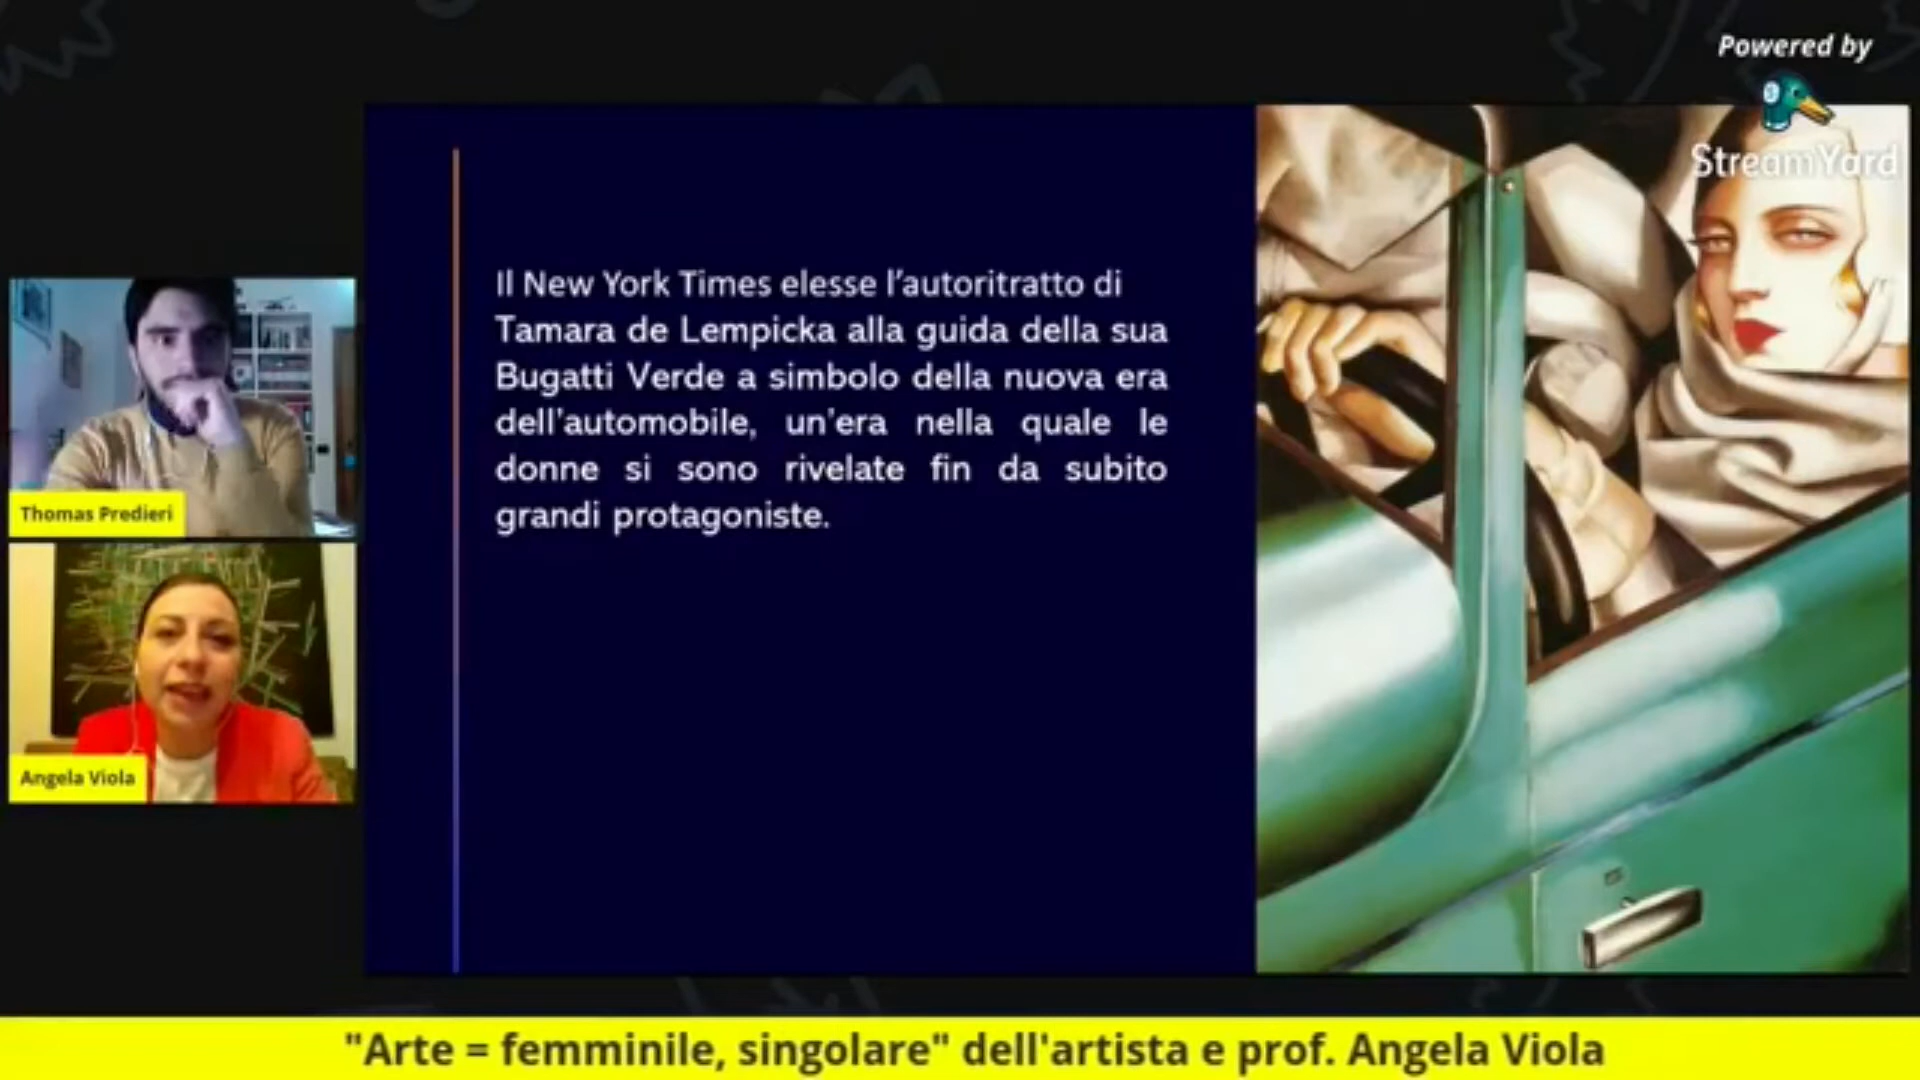 Powered by
StreamYard
Il New York Times elesse l'autoritratto di
Tamara de Lempicka alla guida della sua
Bugatti Verde a simbolo della nuova era
dell'automobile, un'era nella quale le
donne si sono rivelate fin da subito
grandi protagoniste.
Thomas Predieri
Angela Viola
"Arte = femminile, singolare" dell'artista e prof. Angela Viola